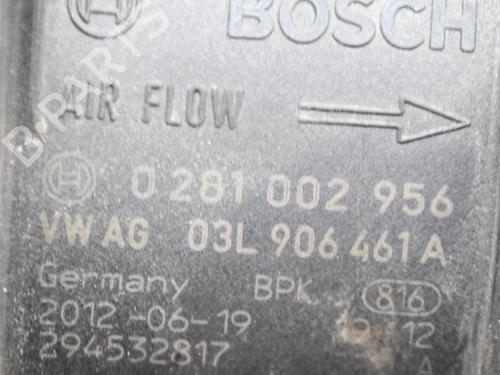 BOSCH
AIR FLOW
0 281 002 956
VW AG 03L 906 461 A
Germany BPK 816
2012-06-19 12
294532817 A